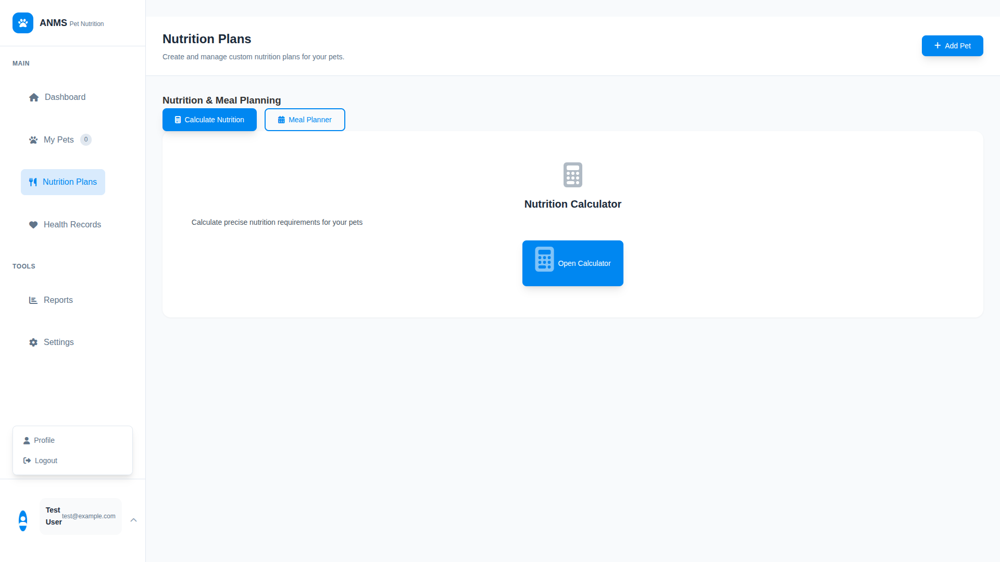 ANMS Pet Nutrition
MAIN
Dashboard
My Pets 0
Nutrition Plans
Health Records
TOOLS
Reports
Settings
Profile
Logout
Test
User
test@example.com
Nutrition Plans
Create and manage custom nutrition plans for your pets.
Add Pet
Nutrition & Meal Planning
Calculate Nutrition
Meal Planner
Nutrition Calculator
Calculate precise nutrition requirements for your pets
Open Calculator